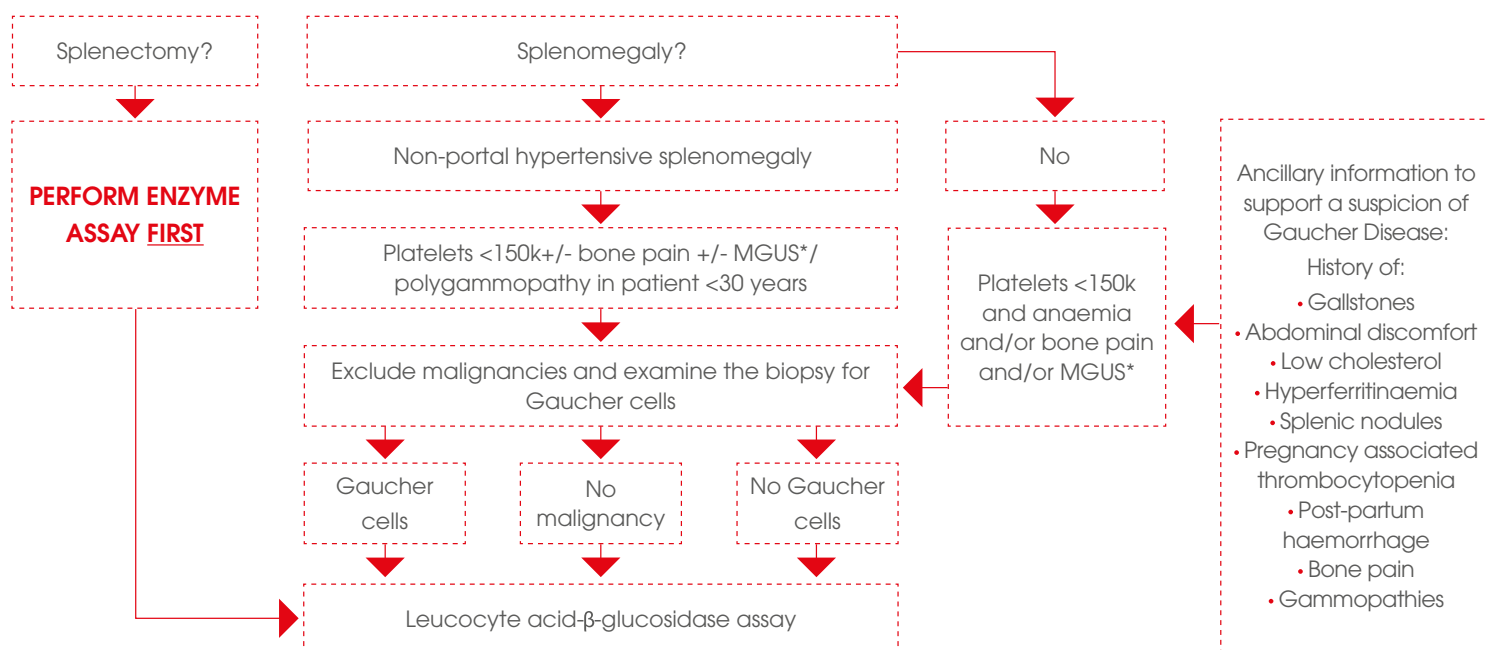 Splenectomy?
PERFORM ENZYME
ASSAY FIRST
Splenomegaly?
Non-portal hypertensive splenomegaly
Platelets <150k+/- bone pain +/- MGUS*/
polygammopathy in patient <30 years
Exclude malignancies and examine the biopsy for
Gaucher cells
Gaucher
cells
No
malignancy
No Gaucher
cells
Leucocyte acid-β-glucosidase assay
No
Platelets <150k
and anaemia
and/or bone pain
and/or MGUS*
Ancillary information to
support a suspicion of
Gaucher Disease:
History of:
• Gallstones
• Abdominal discomfort
• Low cholesterol
• Hyperferritinaemia
• Splenic nodules
• Pregnancy associated
thrombocytopenia
• Post-partum
haemorrhage
• Bone pain
• Gammopathies